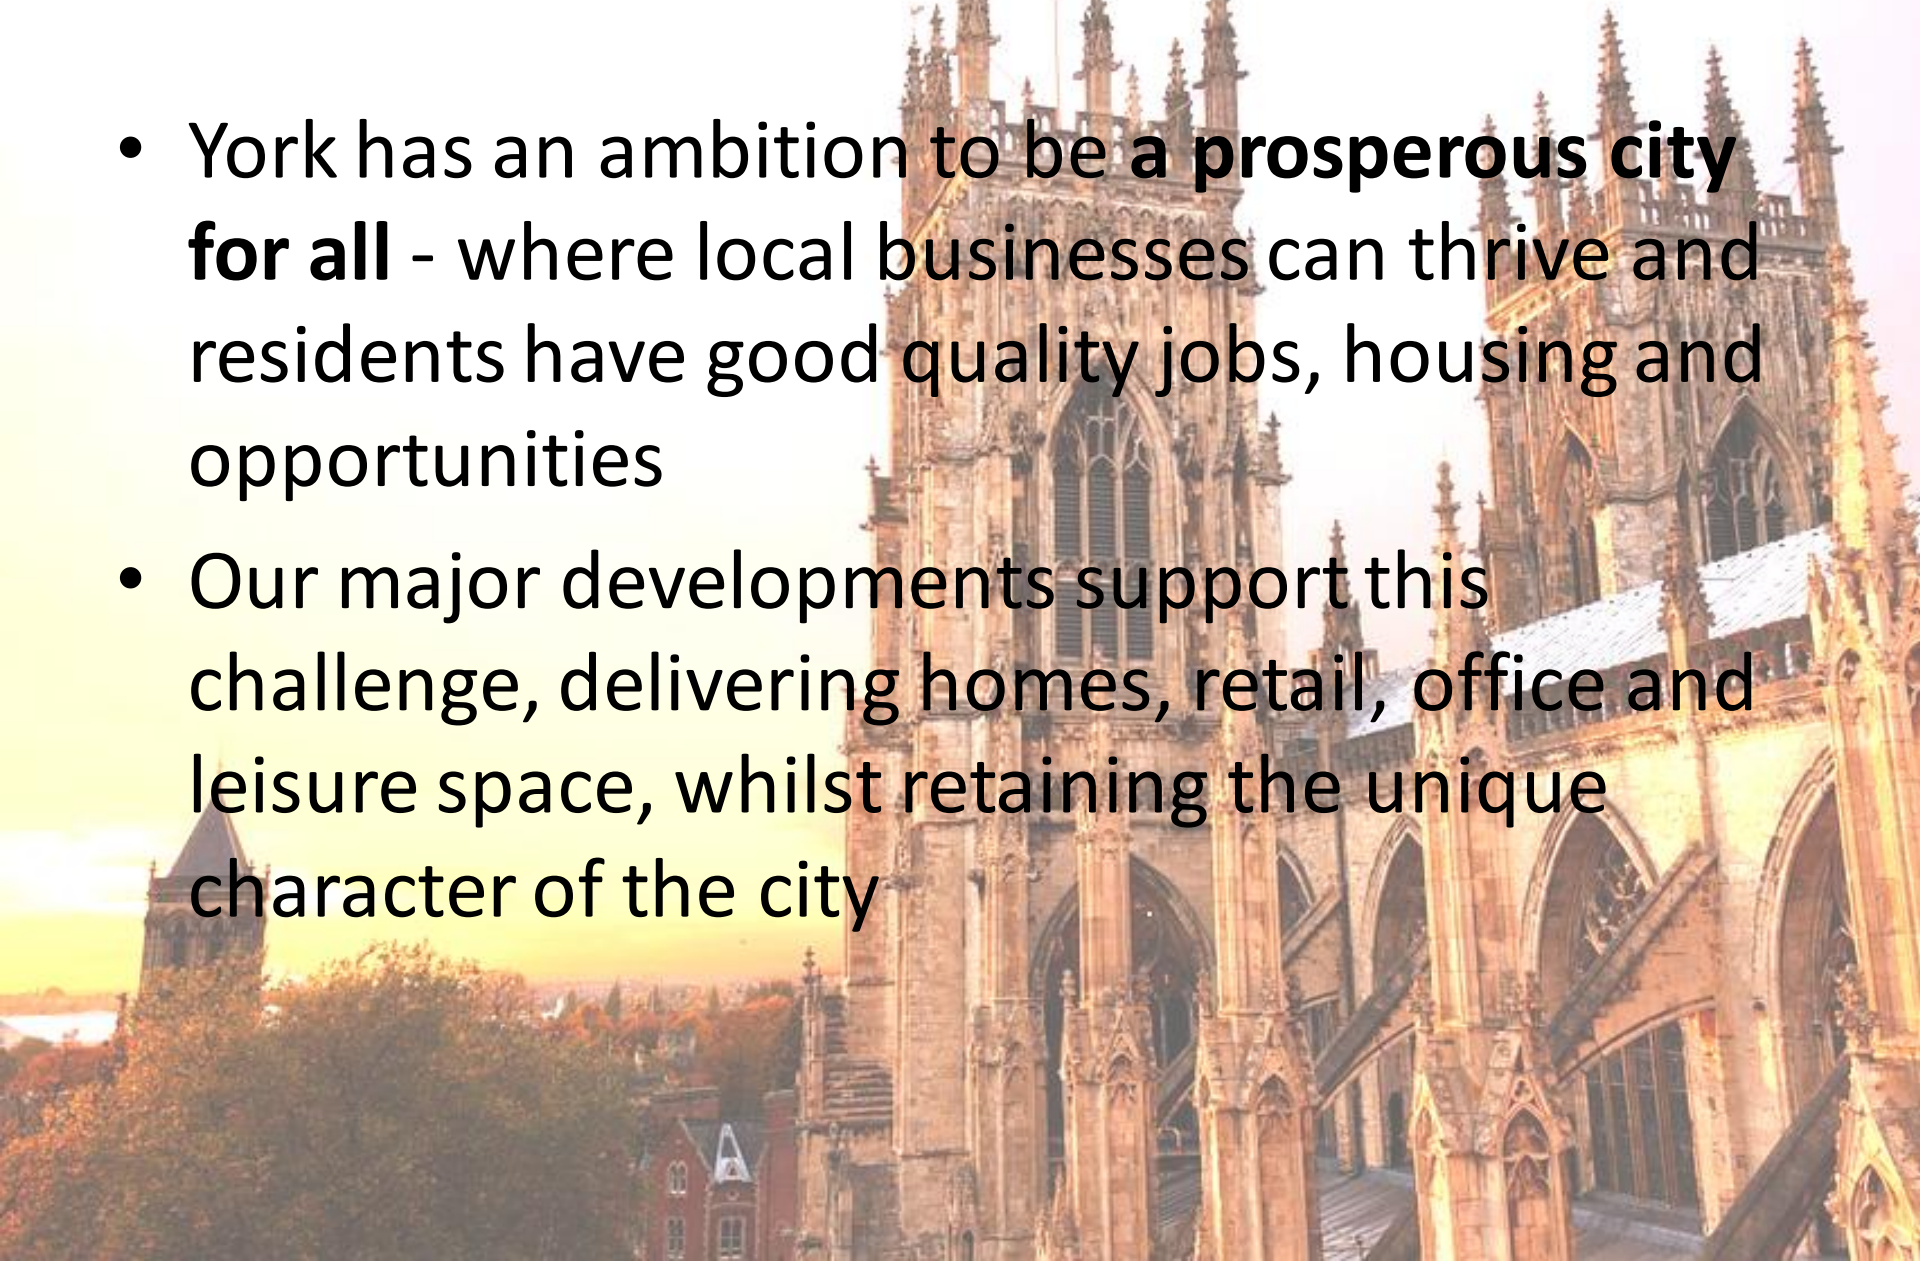 • York has an ambition to be a prosperous city
for all - where local businesses can thrive and
residents have good quality jobs, housing and
opportunities
• Our major developments support this
challenge, delivering homes, retail, office and
leisure space, whilst retaining the unique
character of the city